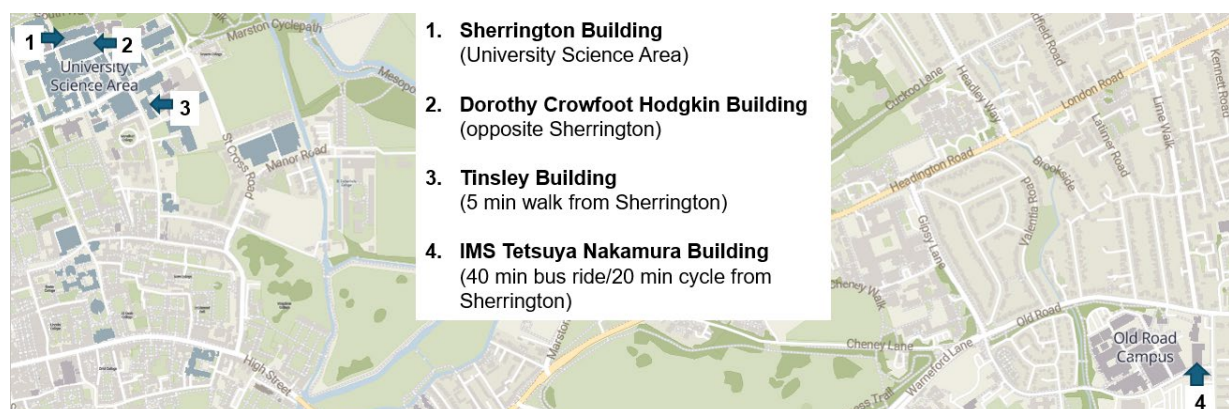 South
1
2
University
Science Area
3
Marston Cyclepath
Mesopo
St Cross Road
Manor Road
High Street
1. Sherrington Building
(University Science Area)
2. Dorothy Crowfoot Hodgkin Building
(opposite Sherrington)
3. Tinsley Building
(5 min walk from Sherrington)
4. IMS Tetsuya Nakamura Building
(40 min bus ride/20 min cycle from
Sherrington)
Marston
Cuckoo Lane
Headley Way
London Road
Kennett Road
Lime Walk
Latimer Road
Headington Road
Brookside
Valentia Road
Gipsy Lane
Cheney Walk
Old Road
Cheney Lane
Warneford Lane
Old Road
Campus
4